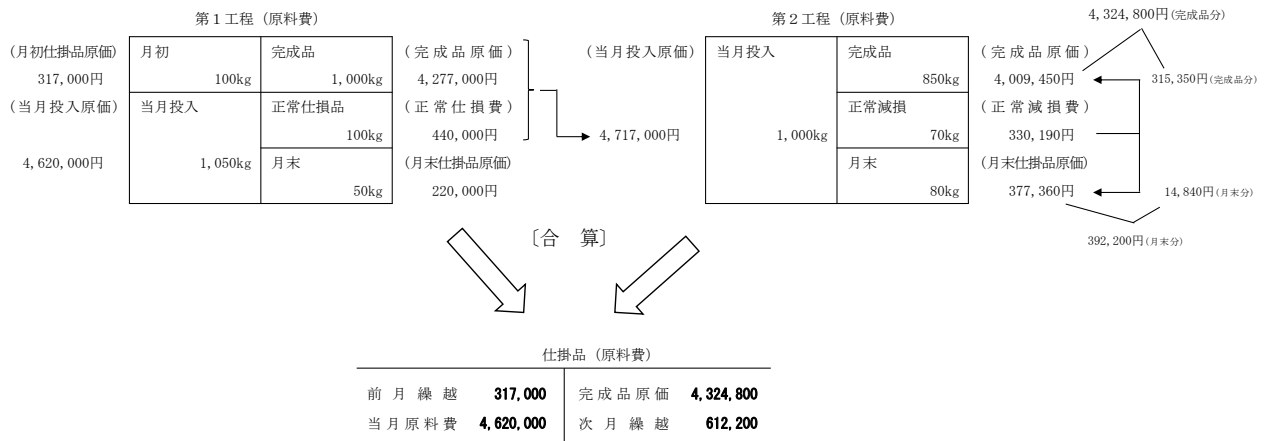 第1工程（原料費）
(月初仕掛品原価) 月初 完成品 (完成品原価)
317,000円 100kg 1,000kg 4,277,000円
(当月投入原価) 当月投入 正常仕損品 (正常仕損費)
100kg 440,000円
4,620,000円 1,050kg 月末 (月末仕掛品原価)
50kg 220,000円
第2工程（原料費）
4,324,800円(完成品分)
(当月投入原価) 当月投入 完成品 (完成品原価)
850kg 4,009,450円 315,350円(完成品分)
正常減損 (正常減損費)
4,717,000円 1,000kg 70kg 330,190円
月末 (月末仕掛品原価)
80kg 377,360円 14,840円(月末分)
392,200円(月末分)
〔合　算〕
仕掛品（原料費）
前月繰越 317,000 完成品原価 4,324,800
当月原料費 4,620,000 次月繰越 612,200